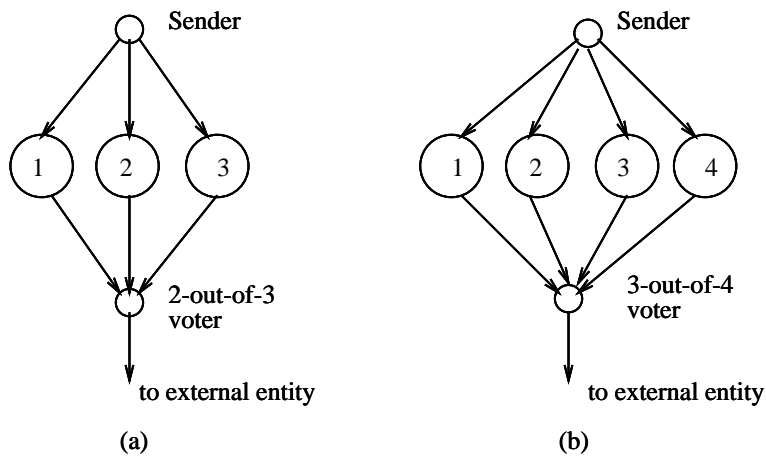 Sender
1
2
3
2-out-of-3
voter
to external entity
(a)
Sender
1
2
3
4
3-out-of-4
voter
to external entity
(b)